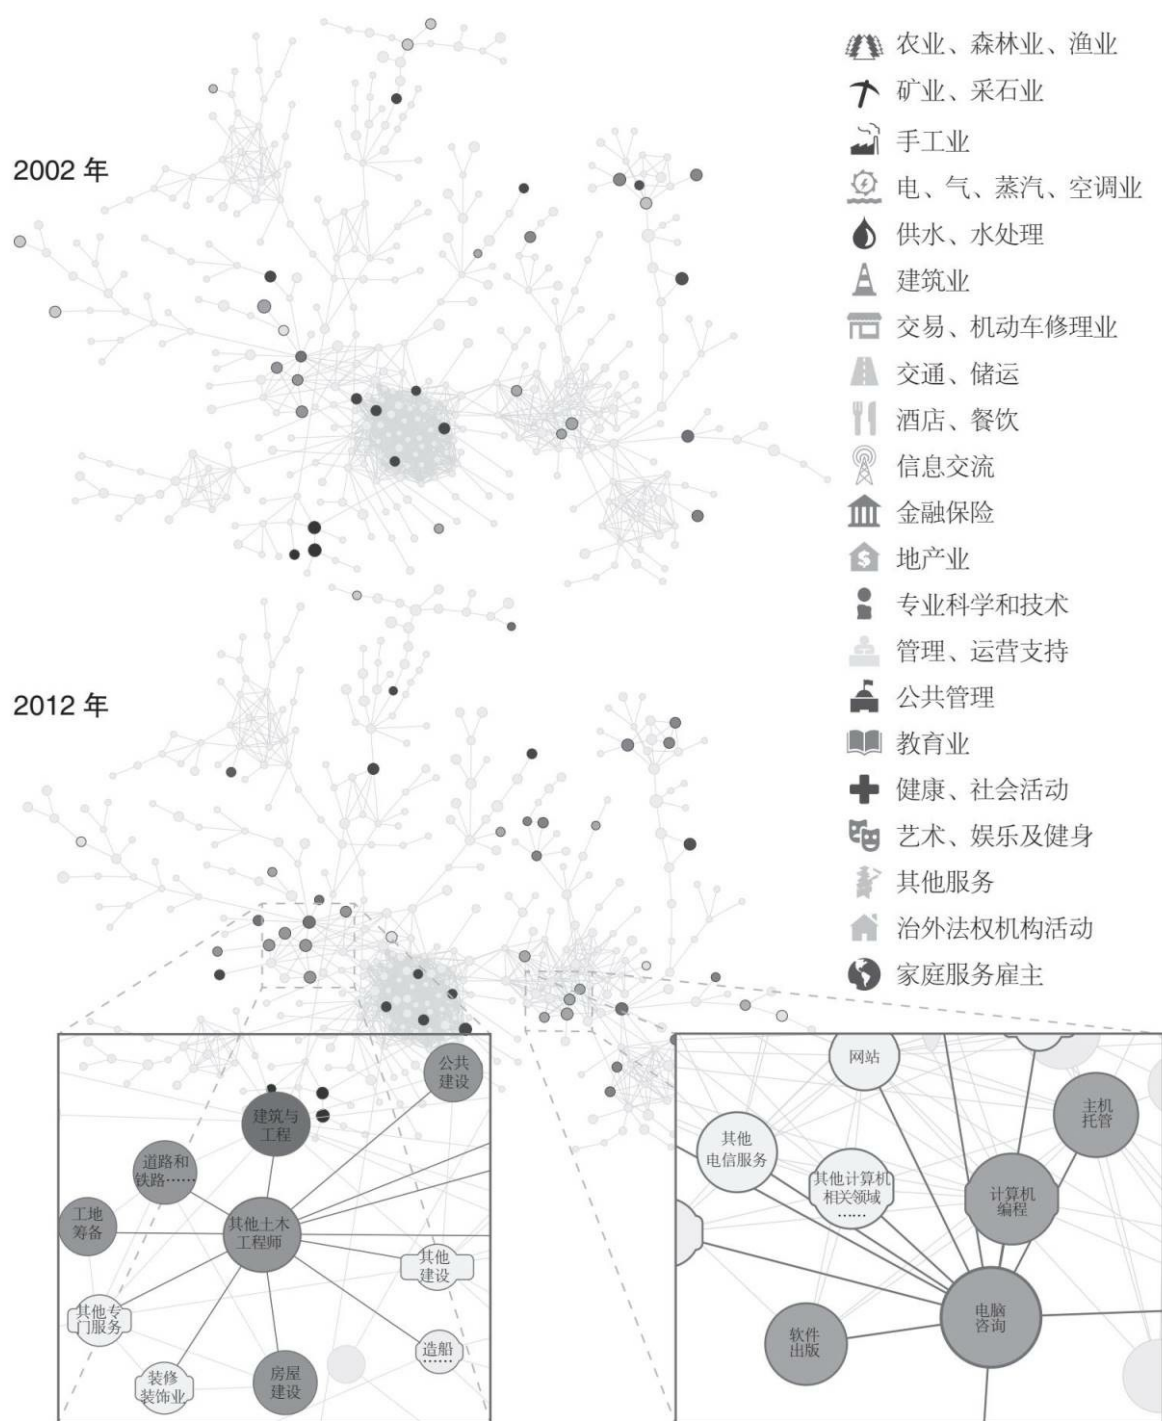 2002 年
农业、森林业、渔业
矿业、采石业
手工业
电、气、蒸汽、空调业
供水、水处理
建筑业
交易、机动车修理业
交通、储运
酒店、餐饮
信息交流
金融保险
地产业
专业科学和技术
管理、运营支持
公共管理
教育业
健康、社会活动
艺术、娱乐及健身
其他服务
治外法权机构活动
家庭服务雇主
2012 年
公共
建设
建筑与
工程
道路和
铁路……
工地
筹备
其他土木
工程师
其他
建设
其他专
门服务
造船
……
装修
装饰业
房屋
建设
网站
主机
托管
其他
电信服务
其他计算机
相关领域
……
计算机
编程
电脑
咨询
软件
出版